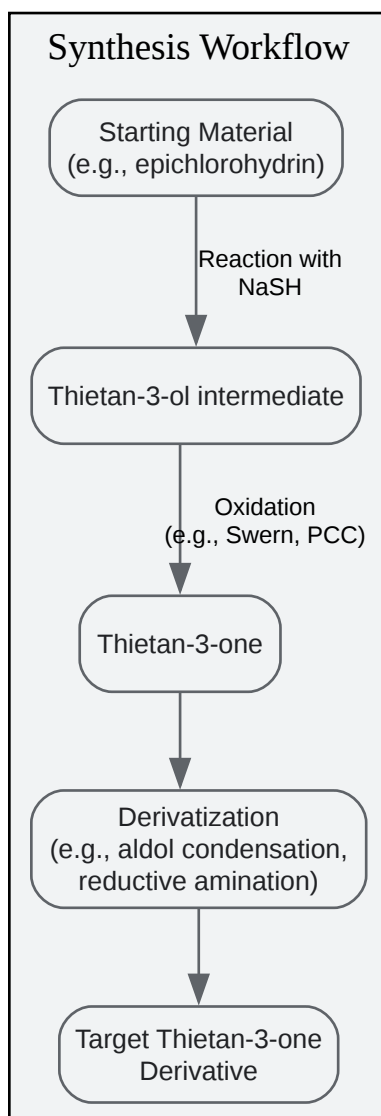 Synthesis Workflow
Starting Material
(e.g., epichlorohydrin)
Reaction with
NaSH
Thietan-3-ol intermediate
Oxidation
(e.g., Swern, PCC)
Thietan-3-one
Derivatization
(e.g., aldol condensation,
reductive amination)
Target Thietan-3-one
Derivative